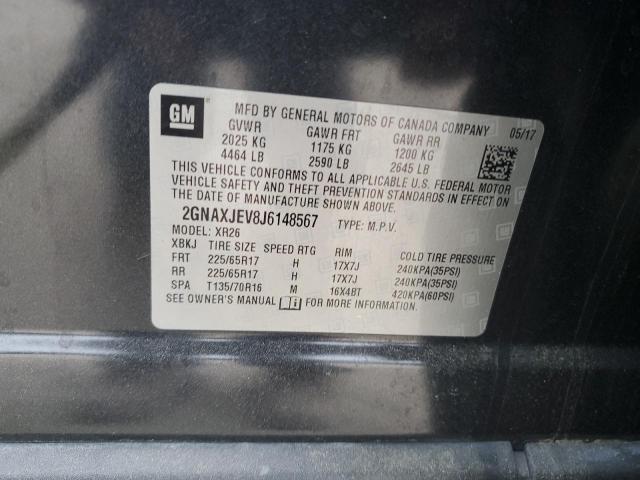 GM
MFD BY GENERAL MOTORS OF CANADA COMPANY 05/17
GVWR GAWR FRT GAWR RR
2025 KG 1175 KG 1200 KG
4464 LB 2590 LB 2645 LB
THIS VEHICLE CONFORMS TO ALL APPLICABLE U.S. FEDERAL MOTOR
VEHICLE SAFETY AND THEFT PREVENTION STANDARDS IN EFFECT ON
THE DATE OF MANUFACTURE SHOWN ABOVE.
2GNAXJEV8J6148567 TYPE: M.P.V.
MODEL: XR26
XBKJ TIRE SIZE SPEED RTG RIM COLD TIRE PRESSURE
FRT 225/65R17 H 17X7J 240KPA(35PSI)
RR 225/65R17 H 17X7J 240KPA(35PSI)
SPA T135/70R16 M 16X4BT 420KPA(60PSI)
SEE OWNER'S MANUAL FOR MORE INFORMATION.